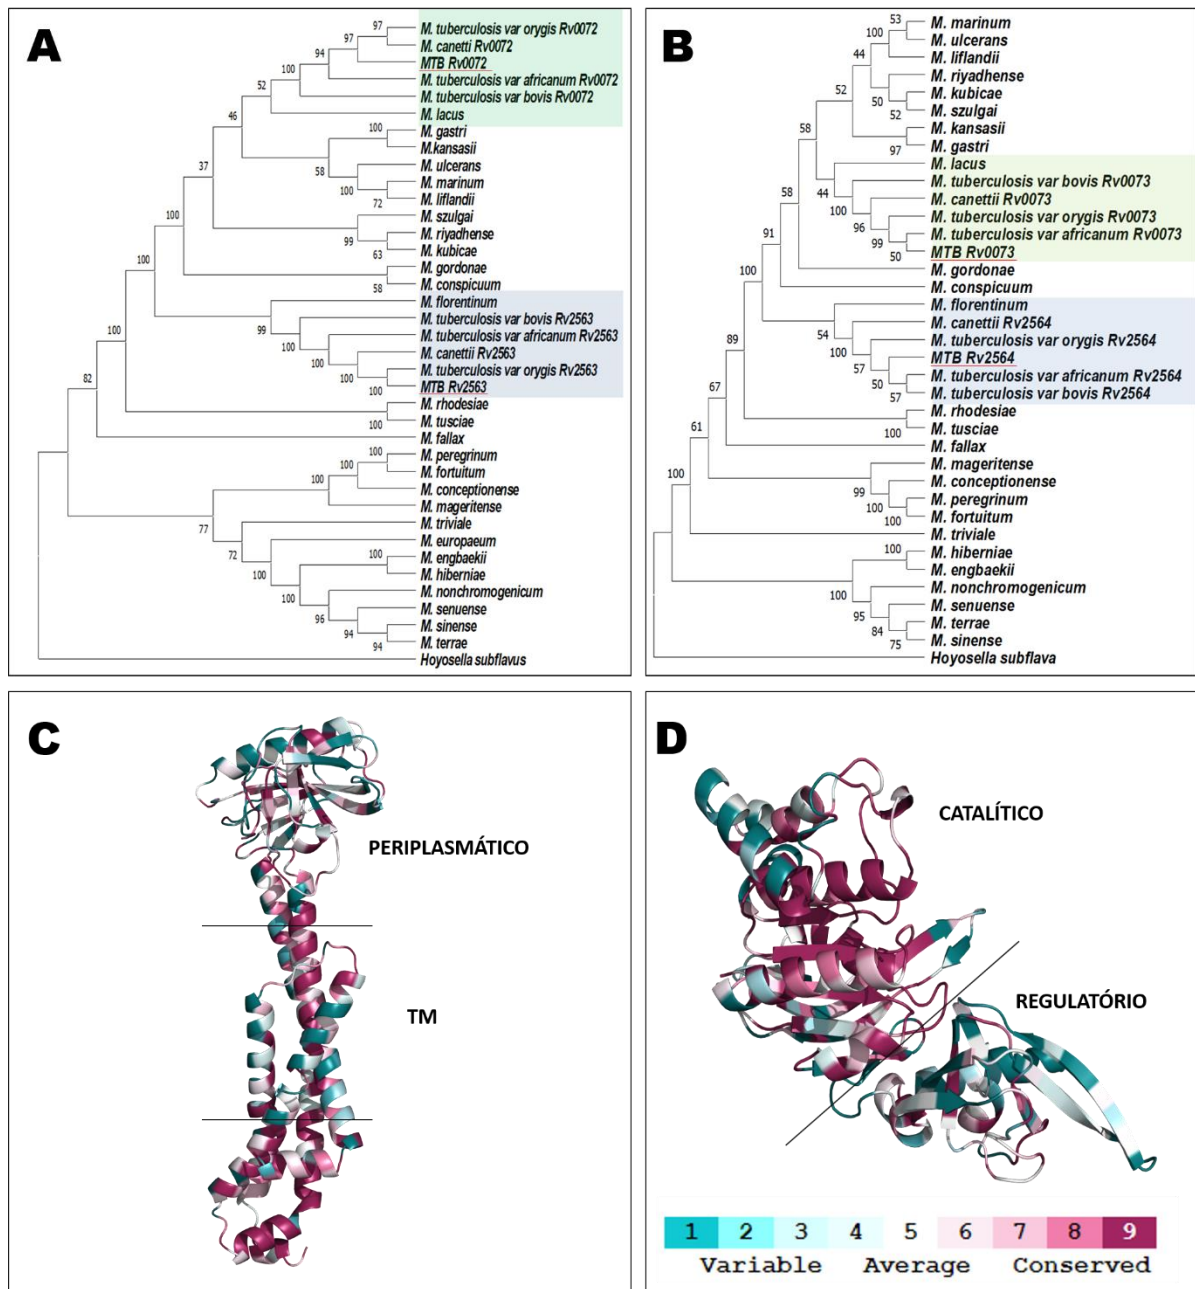 A
97
M. tuberculosis var orygis Rv0072
97
M. canetti Rv0072
94
MTB Rv0072
100
M. tuberculosis var africanum Rv0072
52
M. tuberculosis var bovis Rv0072
46
M. lacus
100
M. gastri
37
M.kansasii
58
M. ulcerans
100
M. marinum
72
M. liflandii
100
M. szulgai
99
M. riyadhense
63
M. kubicae
100
M. gordonae
58
M. conspicuum
M. florentinum
99
M. tuberculosis var bovis Rv2563
100
M. tuberculosis var africanum Rv2563
100
M. canettii Rv2563
100
M. tuberculosis var orygis Rv2563
100
MTB Rv2563
100
M. rhodesiae
82
100
M. tusciae
M. fallax
100
M. peregrinum
100
M. fortuitum
100
M. conceptionense
M. mageritense
77
M. triviale
72
M. europaeum
100
M. engbaekii
100
M. hiberniae
100
M. nonchromogenicum
96
M. senuense
94
M. sinense
94
M. terrae
Hoyosella subflavus
B
53
M. marinum
100
M. ulcerans
44
M. liflandii
M. riyadhense
52
50
M. kubicae
52
M. szulgai
58
M. kansasii
97
M. gastri
M. lacus
44
M. tuberculosis var bovis Rv0073
58
M. canettii Rv0073
100
M. tuberculosis var orygis Rv0073
96
M. tuberculosis var africanum Rv0073
91
99
MTB Rv0073
50
M. gordonae
100
M. conspicuum
M. florentinum
54
M. canettii Rv2564
89
M. tuberculosis var orygis Rv2564
100
MTB Rv2564
57
M. tuberculosis var africanum Rv2564
67
50
M. tuberculosis var bovis Rv2564
57
M. rhodesiae
61
M. tusciae
100
M. fallax
100
M. mageritense
M. conceptionense
99
M. peregrinum
100
M. fortuitum
100
M. triviale
100
M. hiberniae
M. engbaekii
100
M. nonchromogenicum
95
M. senuense
84
M. terrae
75
M. sinense
Hoyosella subflava
C
PERIPLASMÁTICO
TM
D
CATALÍTICO
REGULATÓRIO
1 2 3 4 5 6 7 8 9
Variable Average Conserved